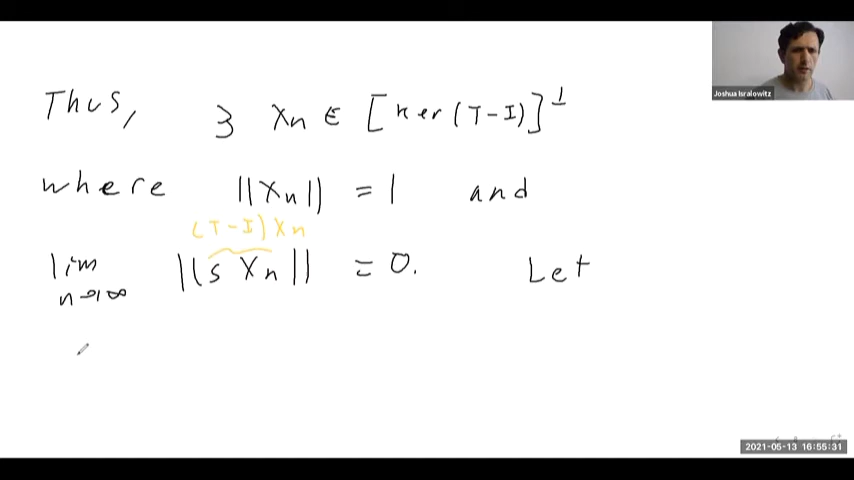 Joshua Isralowitz
Thus, ∃ Xn ∈ [ker(T-I)]⊥
where ||Xn|| = 1 and
(T-I)Xn
lim n→∞ ||(S Xn|| = 0. Let
2021-05-13 16:55:31